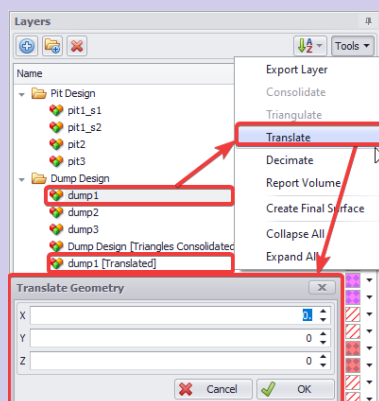 Layers
Tools
Name
Pit Design
pit1_s1
pit1_s2
pit2
pit3
Dump Design
dump1
dump2
dump3
Dump Design [Triangles Consolidated
dump1 [Translated]
Export Layer
Consolidate
Triangulate
Translate
Decimate
Report Volume
Create Final Surface
Collapse All
Expand All
Translate Geometry
X 0.
Y 0
Z 0
Cancel OK